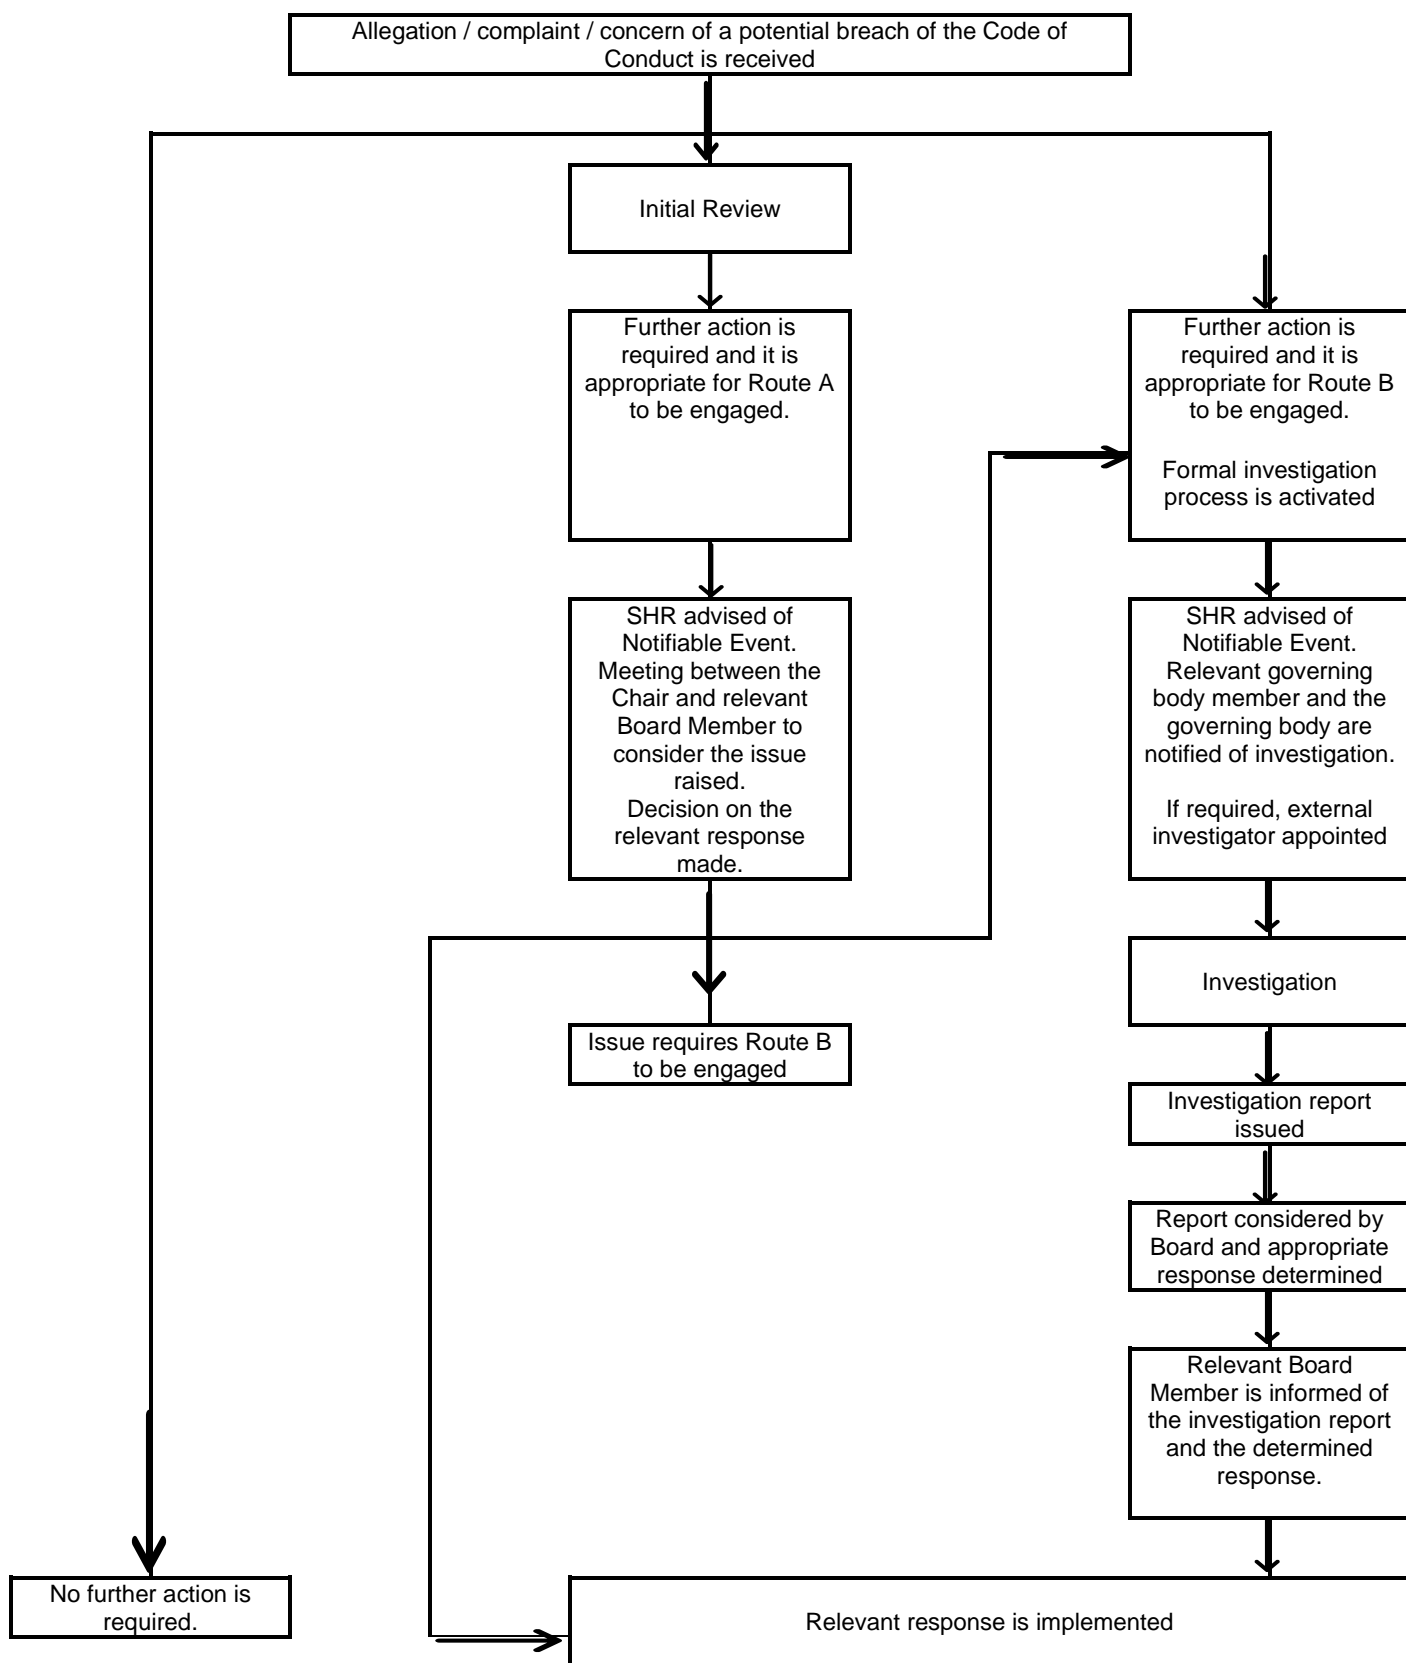 Allegation / complaint / concern of a potential breach of the Code of
Conduct is received
Initial Review
Further action is
required and it is
appropriate for Route A
to be engaged.
Further action is
required and it is
appropriate for Route B
to be engaged.
Formal investigation
process is activated
SHR advised of
Notifiable Event.
Meeting between the
Chair and relevant
Board Member to
consider the issue
raised.
Decision on the
relevant response
made.
SHR advised of
Notifiable Event.
Relevant governing
body member and the
governing body are
notified of investigation.
If required, external
investigator appointed
Investigation
Issue requires Route B
to be engaged
Investigation report
issued
Report considered by
Board and appropriate
response determined
Relevant Board
Member is informed of
the investigation report
and the determined
response.
No further action is
required.
Relevant response is implemented